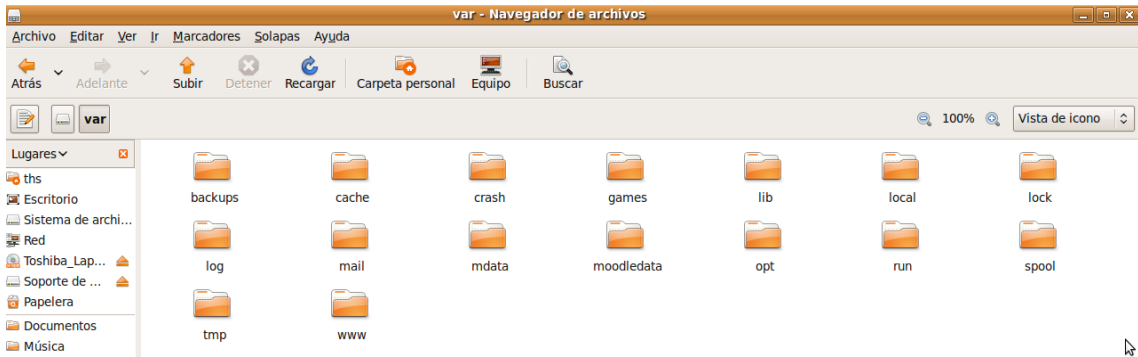 var - Navegador de archivos
Archivo Editar Ver Ir Marcadores Solapas Ayuda
Atrás Adelante Subir Detener Recargar Carpeta personal Equipo Buscar
var 100% Vista de icono
Lugares
ths
Escritorio
Sistema de archi...
Red
Toshiba_Lap...
Soporte de ...
Papelera
Documentos
Música
backups cache crash games lib local lock
log mail mdata moodledata opt run spool
tmp www